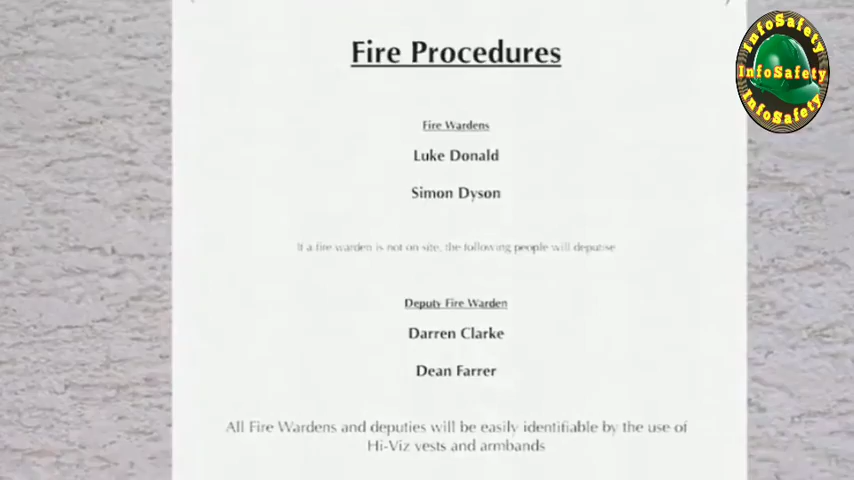 Fire Procedures
InfoSafety
InfoSafety
InfoSafety
Fire Wardens
Luke Donald
Simon Dyson
If a fire warden is not on site, the following people will deputise
Deputy Fire Warden
Darren Clarke
Dean Farrer
All Fire Wardens and deputies will be easily identifiable by the use of
Hi-Viz vests and armbands